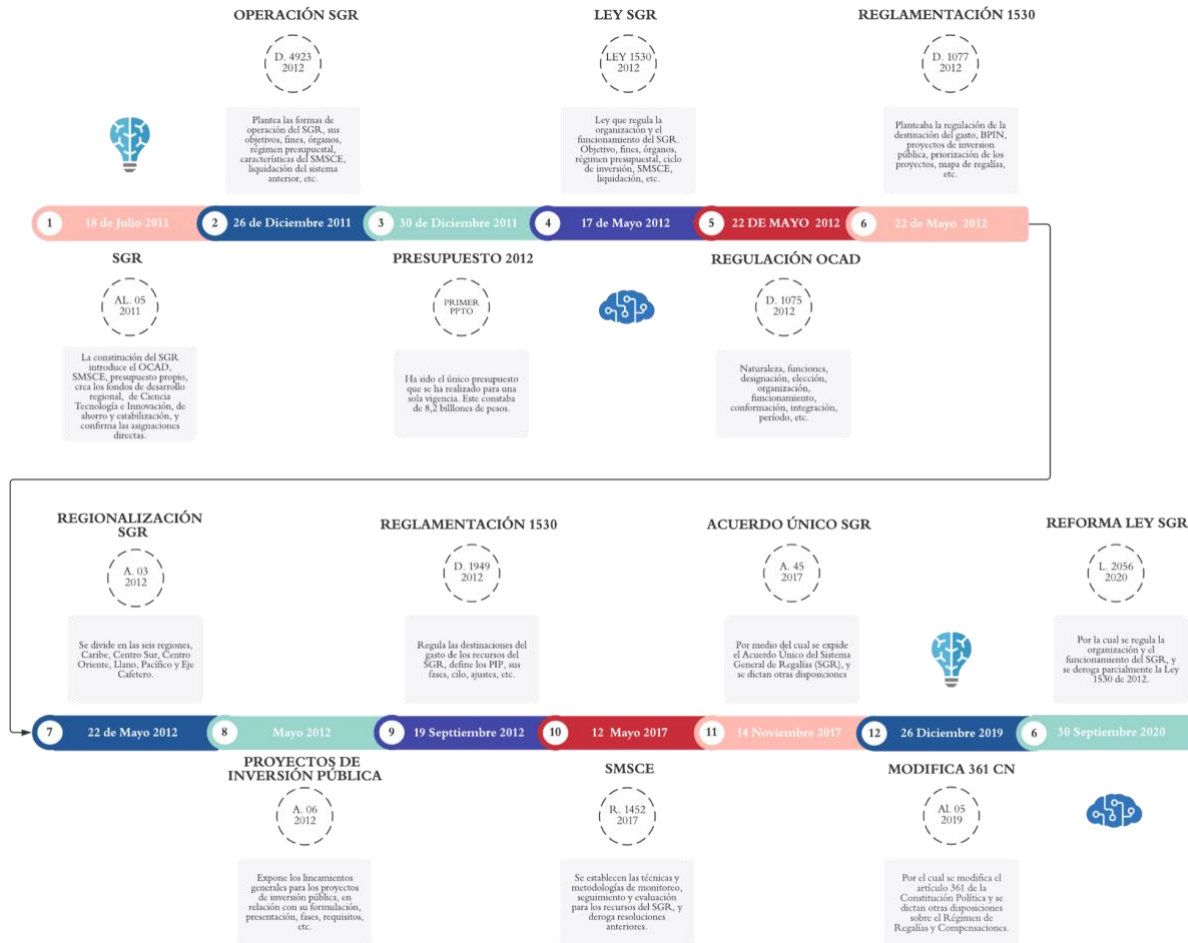 OPERACIÓN SGR
LEY SGR
REGLAMENTACIÓN 1530
D. 4923
2012
LEY 1530
2012
D. 1077
2012
Plantea las formas de
operación del SGR, sus
objetivos, fines, órganos,
régimen presupuestal,
características del SMSCE,
liquidación del sistema
anterior, etc.
Ley que regula la
organización y el
funcionamiento del SGR.
Objetivo, fines, órganos,
régimen presupuestal, ciclo
de inversión, SMSCE,
liquidación, etc.
Planteaba la regulación de la
destinación del gasto, BPIN,
proyectos de inversion
pública, priorización de los
proyectos, mapa de regalías,
etc.
1 18 de Julio 2011 2 26 de Diciembre 2011 3 30 de Diciembre 2011 4 17 de Mayo 2012 5 22 DE MAYO 2012 6 22 de Mayo 2012
SGR
PRESUPUESTO 2012
REGULACIÓN OCAD
AL. 05
2011
PRIMER
PPTO
D. 1075
2012
La constitución del SGR
introduce el OCAD,
SMSCE, presupuesto propio,
crea los fondos de desarrollo
regional, de Ciencia
Tecnología e Innovación, de
ahorro y estabilización, y
confirma las asignaciones
directas.
Ha sido el único presupuesto
que se ha realizado para una
sola vigencia. Este constaba
de 8,2 billones de pesos.
Naturaleza, funciones,
designación, elección,
organización,
funcionamiento,
conformación, integración,
período, etc.
REGIONALIZACIÓN
SGR
REGLAMENTACIÓN 1530
ACUERDO ÚNICO SGR
REFORMA LEY SGR
A. 03
2012
D. 1949
2012
A. 45
2017
L. 2056
2020
Se divide en las seis regiones,
Caribe, Centro Sur, Centro
Oriente, Llano, Pacífico y Eje
Cafetero.
Regula las destinaciones del
gasto de los recursos del
SGR, define los PIP, sus
fases, cilo, ajustes, etc.
Por medio del cual se expide
el Acuerdo Único del Sistema
General de Regalías (SGR), y
se dictan otras disposiciones
Por la cual se regula la
organización y el
funcionamiento del SGR, y
se deroga parcialmente la Ley
1530 de 2012.
7 22 de Mayo 2012 8 Mayo 2012 9 19 Septtiembre 2012 10 12 Mayo 2017 11 14 Noviembre 2017 12 26 Diciembre 2019 6 30 Septiembre 2020
PROYECTOS DE
INVERSIÓN PÚBLICA
SMSCE
MODIFICA 361 CN
A. 06
2012
R. 1452
2017
Al. 05
2019
Expone los lineamientos
generales para los proyectos
de inversión pública, en
relación con su formulación,
presentación, fases, requisitos,
etc.
Se establecen las técnicas y
metodologías de monitoreo,
seguimiento y evaluación
para los recursos del SGR, y
deroga resoluciones
anteriores.
Por el cual se modifica el
artículo 361 de la
Constitución Política y se
dictan otras disposiciones
sobre el Régimen de
Regalías y Compensaciones.